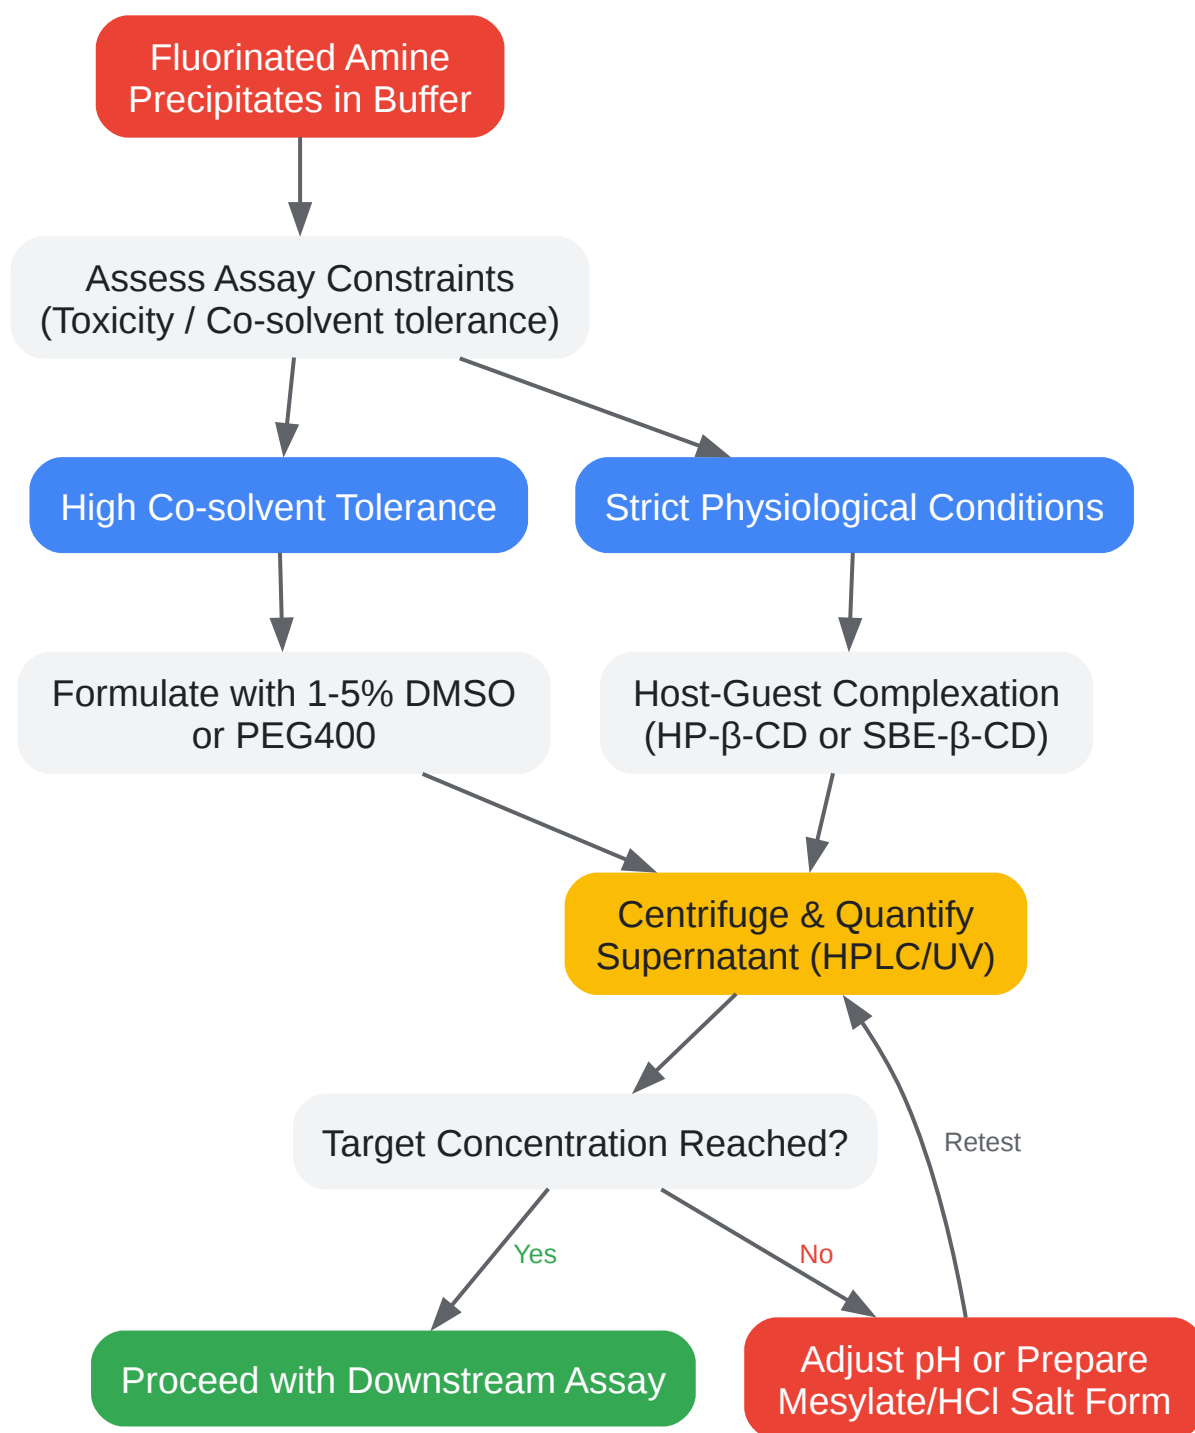 Fluorinated Amine
Precipitates in Buffer
Assess Assay Constraints
(Toxicity / Co-solvent tolerance)
High Co-solvent Tolerance
Strict Physiological Conditions
Formulate with 1-5% DMSO
or PEG400
Host-Guest Complexation
(HP-β-CD or SBE-β-CD)
Centrifuge & Quantify
Supernatant (HPLC/UV)
Target Concentration Reached?
Retest
Yes
No
Proceed with Downstream Assay
Adjust pH or Prepare
Mesylate/HCl Salt Form